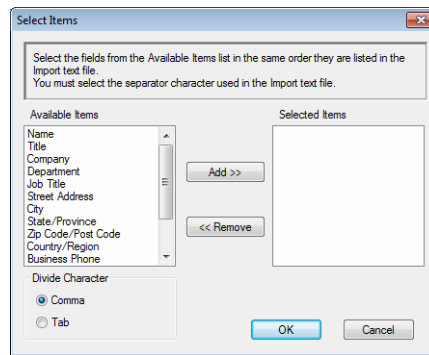 Select Items
Select the fields from the Available Items list in the same order they are listed in the
Import text file.
You must select the separator character used in the Import text file.
Available Items
Selected Items
Name
Title
Company
Department
Job Title
Street Address
City
State/Province
Zip Code/Post Code
Country/Region
Business Phone
Add >>
<< Remove
Divide Character
Comma
Tab
OK
Cancel